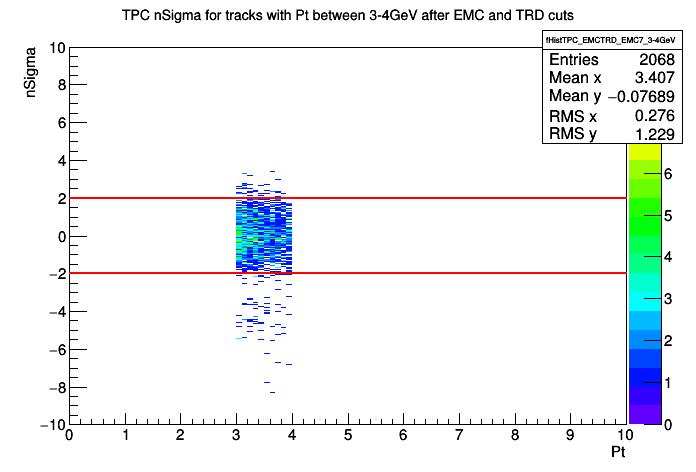 TPC nSigma for tracks with Pt between 3-4GeV after EMC and TRD cuts
fHistTPC_EMCTRD_EMC7_3-4GeV
Entries 2068
Mean x 3.407
Mean y −0.07689
RMS x 0.276
RMS y 1.229
nSigma
10
8
6
4
2
0
−2
−4
−6
−8
−10
0 1 2 3 4 5 6 7 8 9 10
Pt
6
5
4
3
2
1
0